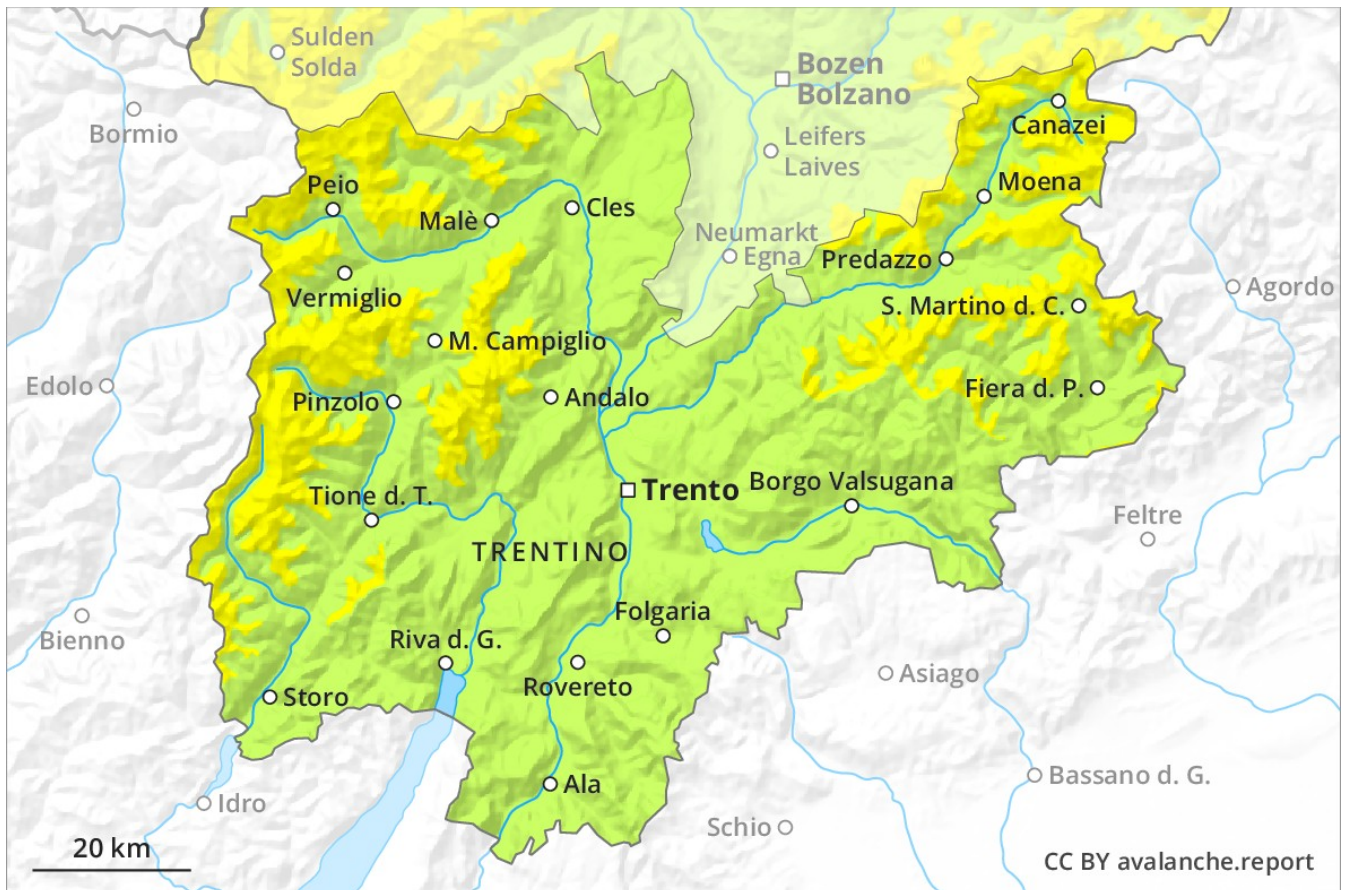 Sulden
Solda
Bozen
Bolzano
Bormio
Canazei
Leifers
Laives
Peio
Moena
Malè
Cles
Neumarkt
Egna
Predazzo
Vermiglio
Agordo
S. Martino d. C.
M. Campiglio
Edolo
Andalo
Fiera d. P.
Pinzolo
Trento
Borgo Valsugana
Tione d. T.
Feltre
TRENTINO
Folgaria
Bienno
Riva d. G.
Asiago
Rovereto
Storo
Bassano d. G.
Ala
Idro
Schio
20 km
CC BY avalanche.report